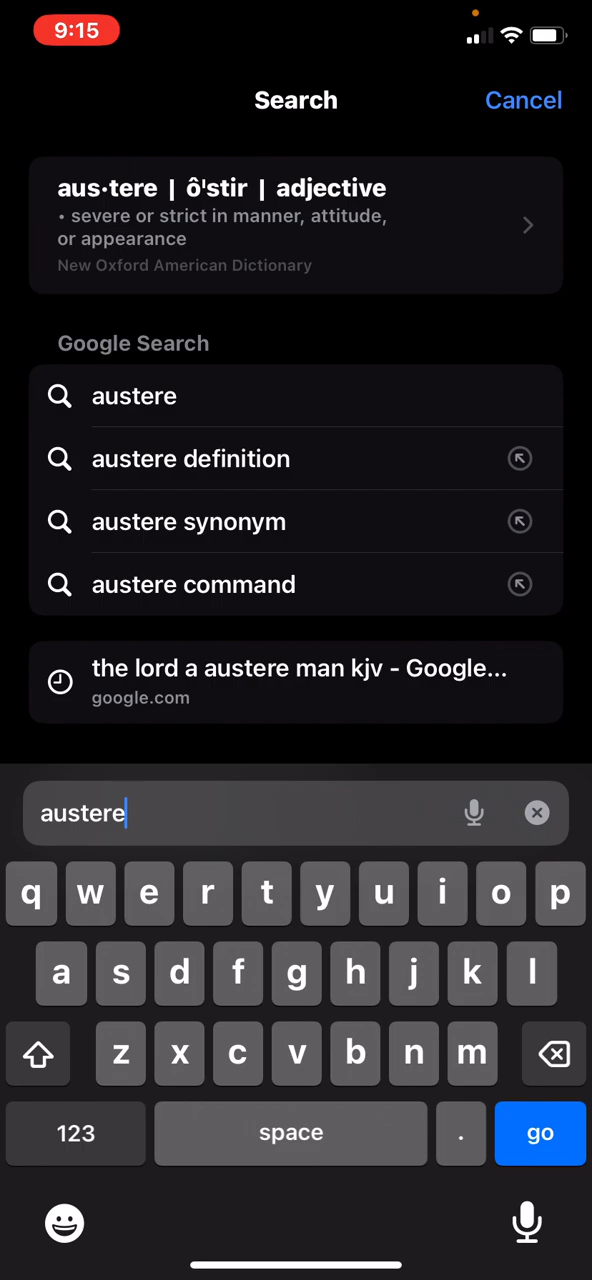 9:15
Search
Cancel
aus·tere | ô'stir | adjective
• severe or strict in manner, attitude,
or appearance
New Oxford American Dictionary
Google Search
austere
austere definition
austere synonym
austere command
the lord a austere man kjv - Google...
google.com
austere
q w e r t y u i o p
a s d f g h j k l
z x c v b n m
123 space . go